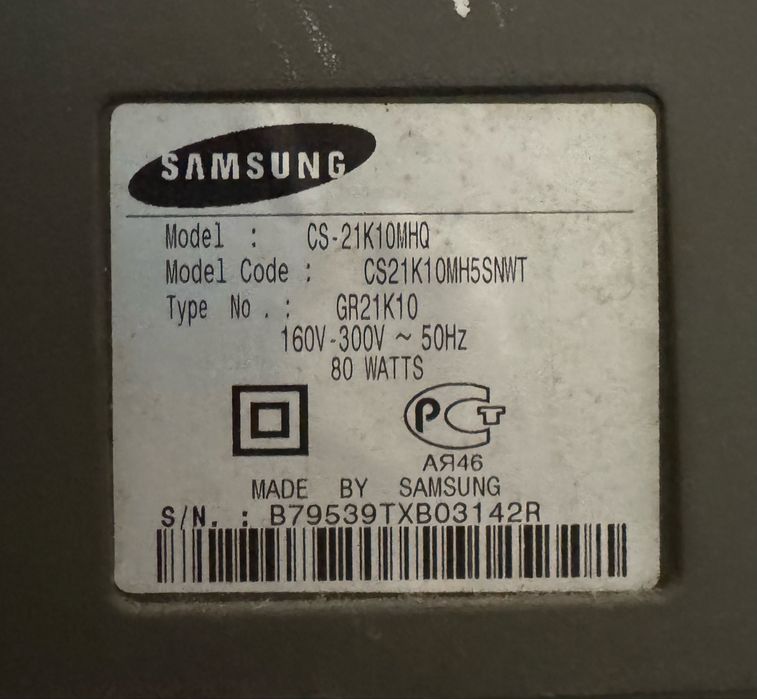 SAMSUNG
Model : CS-21K10MHQ
Model Code : CS21K10MH5SNWT
Type No . : GR21K10
160V-300V ~ 50Hz
80 WATTS
РСТ
АЯ46
MADE BY SAMSUNG
S/N. : B79539TXB03142R